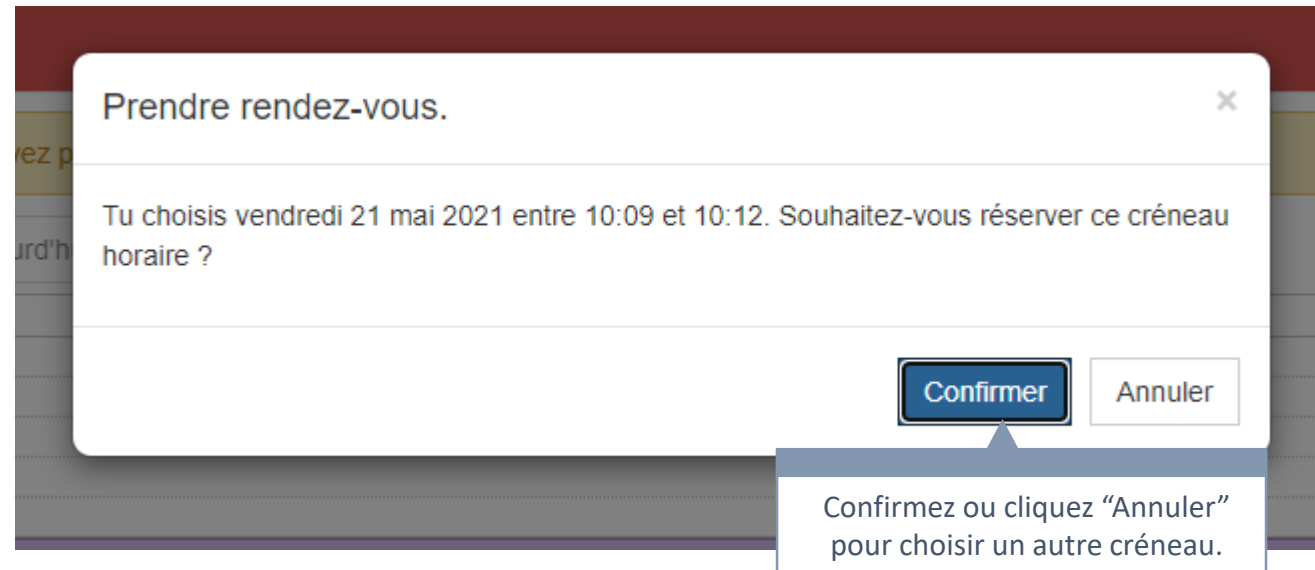 Prendre rendez-vous.
×
vez p
Tu choisis vendredi 21 mai 2021 entre 10:09 et 10:12. Souhaitez-vous réserver ce créneau
urd'h
horaire ?
Confirmer
Annuler
Confirmez ou cliquez “Annuler”
pour choisir un autre créneau.